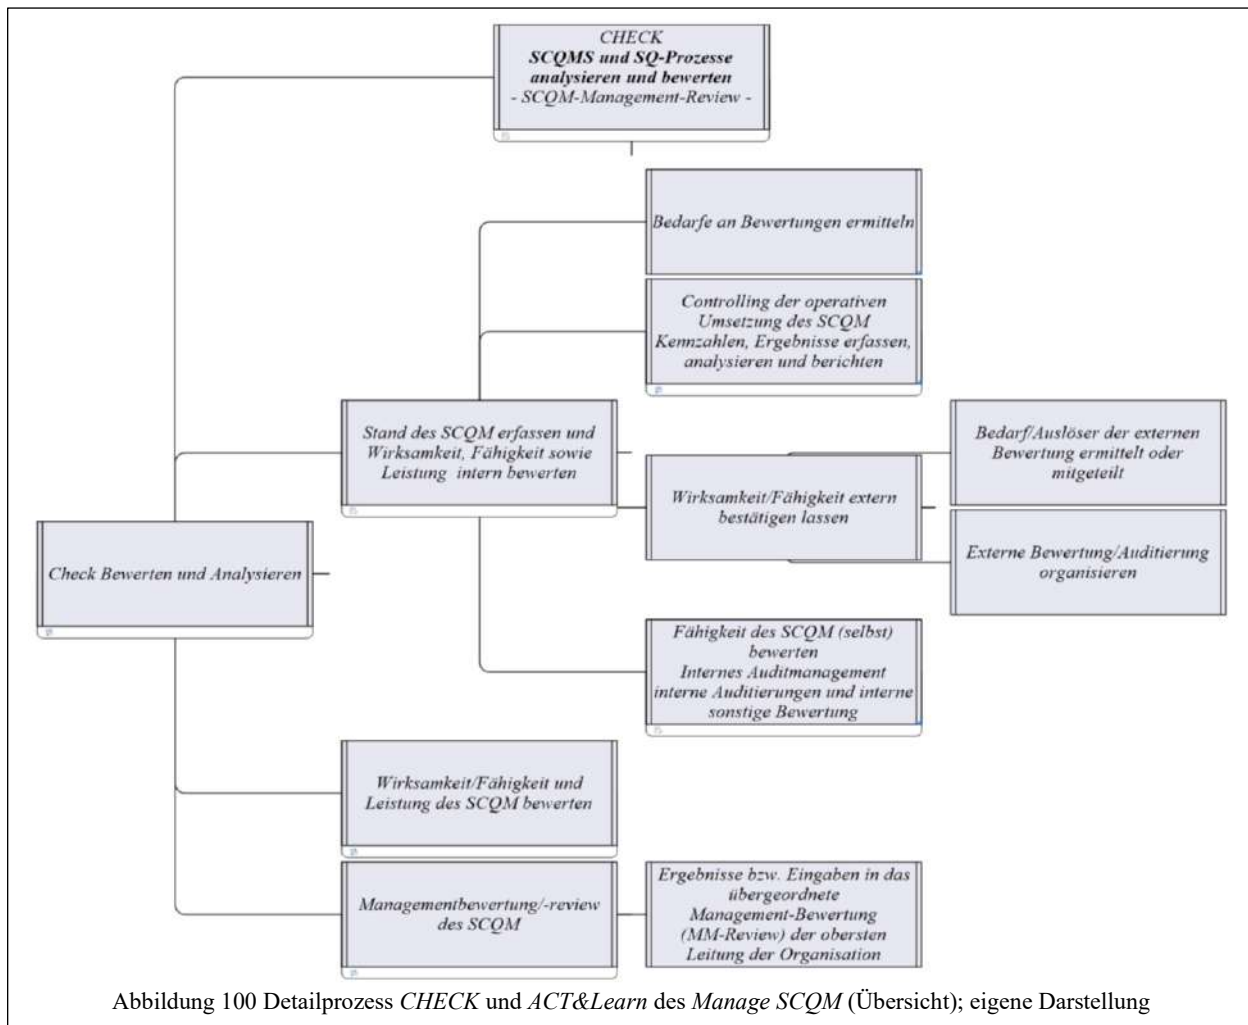 CHECK
SCQMS und SQ-Prozesse
analysieren und bewerten
- SCQM-Management-Review -
Bedarfe an Bewertungen ermitteln
Controlling der operativen
Umsetzung des SCQM
Kennzahlen, Ergebnisse erfassen,
analysieren und berichten
Stand des SCQM erfassen und
Wirksamkeit, Fähigkeit sowie
Leistung intern bewerten
Bedarf/Auslöser der externen
Bewertung ermittelt oder
mitgeteilt
Wirksamkeit/Fähigkeit extern
bestätigen lassen
Externe Bewertung/Auditierung
organisieren
Check Bewerten und Analysieren
Fähigkeit des SCQM (selbst)
bewerten
Internes Auditmanagement
interne Auditierungen und interne
sonstige Bewertung
Wirksamkeit/Fähigkeit und
Leistung des SCQM bewerten
Managementbewertung/-review
des SCQM
Ergebnisse bzw. Eingaben in das
übergeordnete
Management-Bewertung
(MM-Review) der obersten
Leitung der Organisation
Abbildung 100 Detailprozess CHECK und ACT&Learn des Manage SCQM (Übersicht); eigene Darstellung